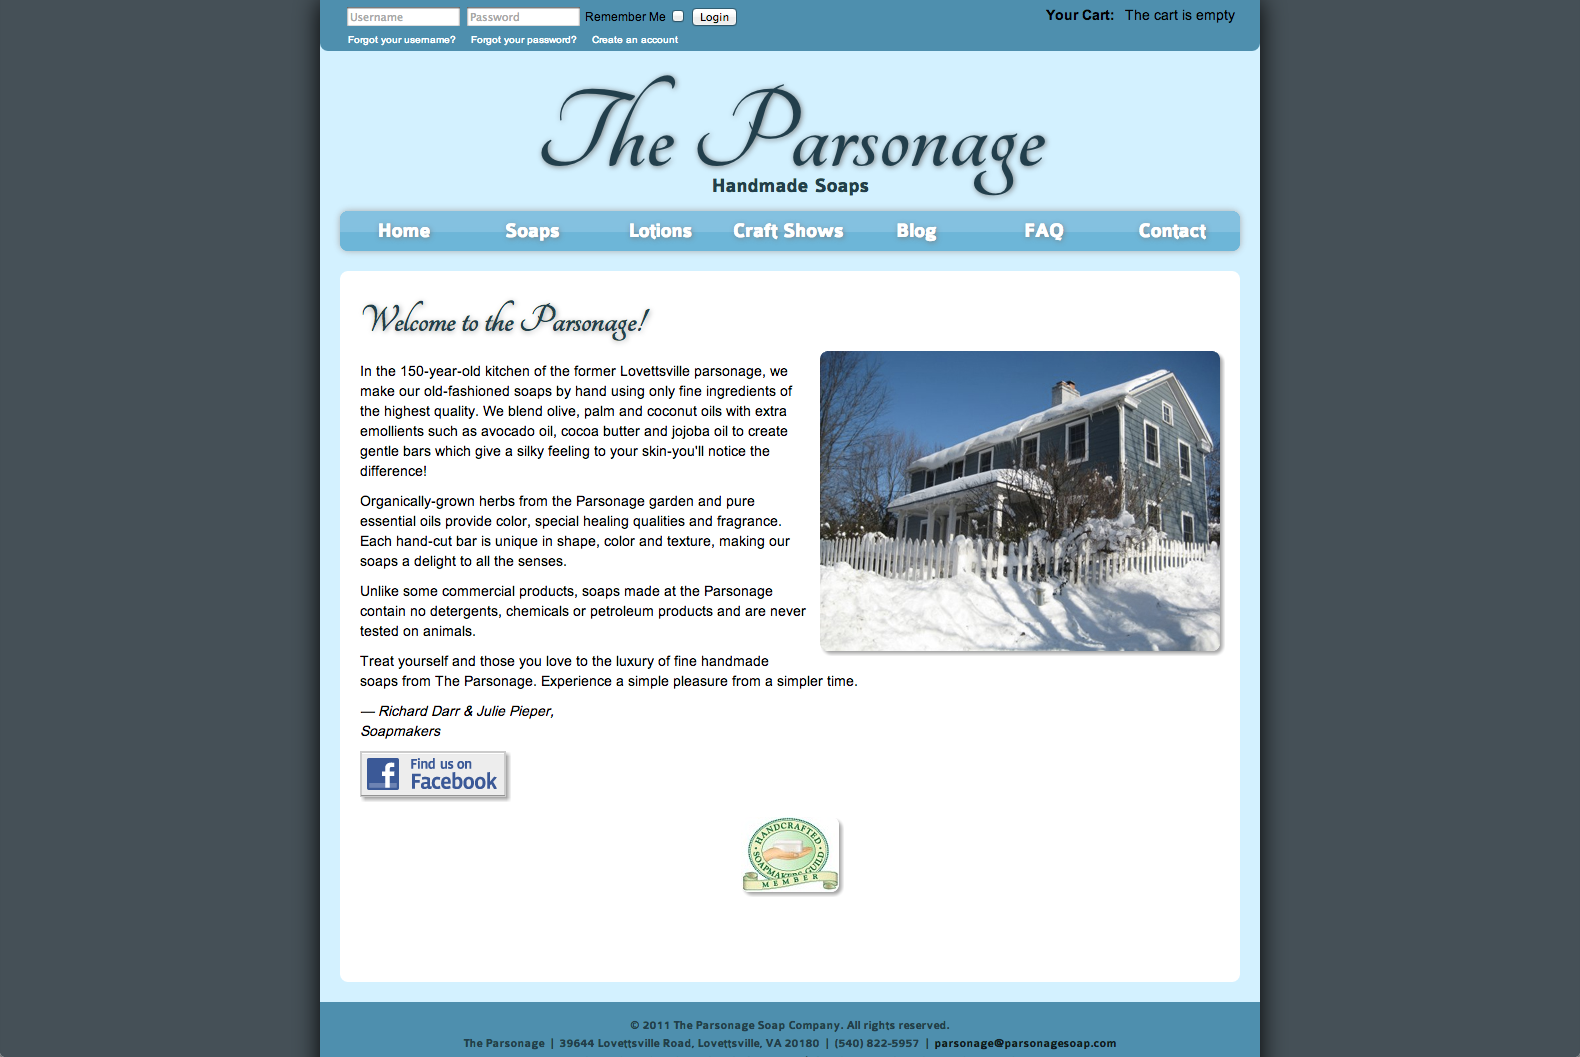 Username Password Remember Me Login Your Cart: The cart is empty
Forgot your username? Forgot your password? Create an account
The Parsonage
Handmade Soaps
Home Soaps Lotions Craft Shows Blog FAQ Contact
Welcome to the Parsonage!
In the 150-year-old kitchen of the former Lovettsville parsonage, we
make our old-fashioned soaps by hand using only fine ingredients of
the highest quality. We blend olive, palm and coconut oils with extra
emollients such as avocado oil, cocoa butter and jojoba oil to create
gentle bars which give a silky feeling to your skin-you'll notice the
difference!
Organically-grown herbs from the Parsonage garden and pure
essential oils provide color, special healing qualities and fragrance.
Each hand-cut bar is unique in shape, color and texture, making our
soaps a delight to all the senses.
Unlike some commercial products, soaps made at the Parsonage
contain no detergents, chemicals or petroleum products and are never
tested on animals.
Treat yourself and those you love to the luxury of fine handmade
soaps from The Parsonage. Experience a simple pleasure from a simpler time.
— Richard Darr & Julie Pieper,
Soapmakers
Find us on
Facebook
HANDCRAFTED
SOAPMAKERS GUILD
MEMBER
© 2011 The Parsonage Soap Company. All rights reserved.
The Parsonage | 39644 Lovettsville Road, Lovettsville, VA 20180 | (540) 822-5957 | parsonage@parsonagesoap.com